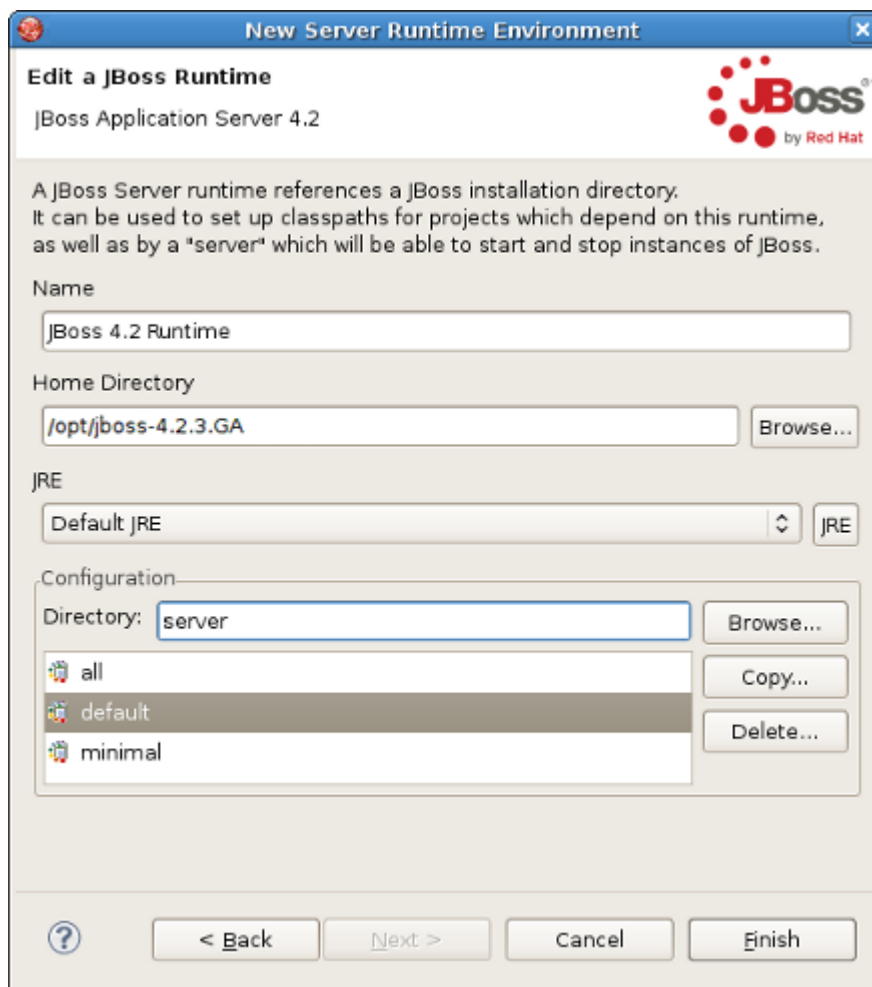 New Server Runtime Environment
Edit a JBoss Runtime
JBoss Application Server 4.2
JBoss®
by Red Hat
A JBoss Server runtime references a JBoss installation directory.
It can be used to set up classpaths for projects which depend on this runtime,
as well as by a "server" which will be able to start and stop instances of JBoss.
Name
JBoss 4.2 Runtime
Home Directory
/opt/jboss-4.2.3.GA
Browse...
JRE
Default JRE
JRE
Configuration
Directory:
server
Browse...
all
Copy...
default
Delete...
minimal
?
< Back
Next >
Cancel
Finish